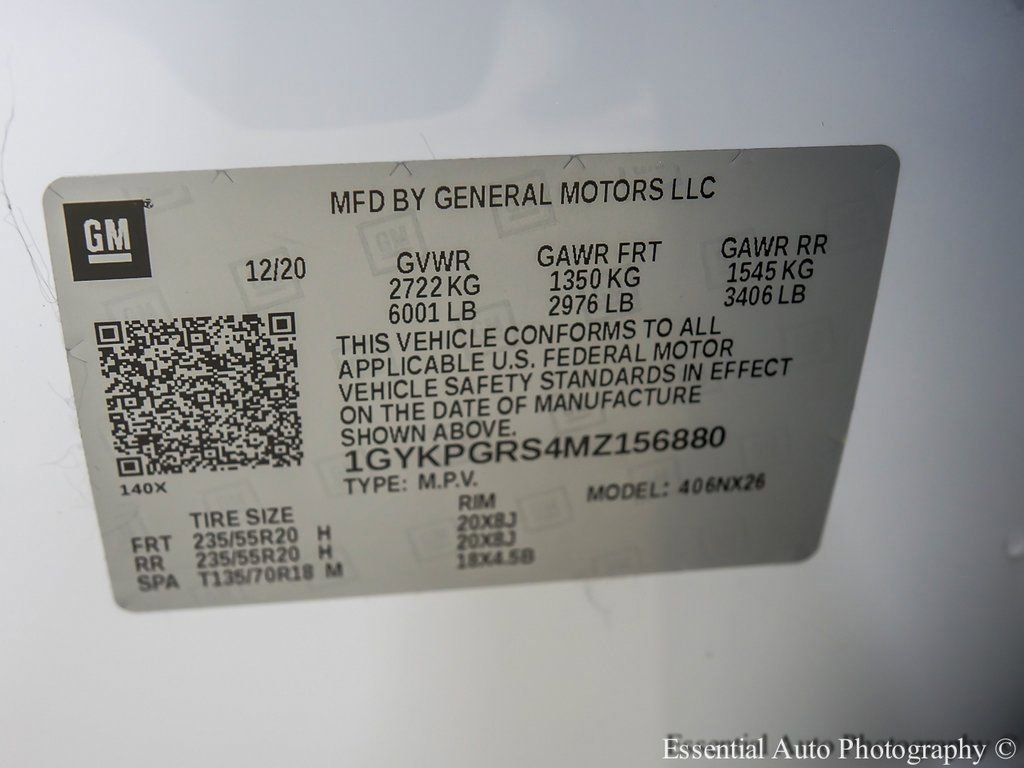 GM
MFD BY GENERAL MOTORS LLC
12/20
GVWR GAWR FRT GAWR RR
2722 KG 1350 KG 1545 KG
6001 LB 2976 LB 3406 LB
THIS VEHICLE CONFORMS TO ALL
APPLICABLE U.S. FEDERAL MOTOR
VEHICLE SAFETY STANDARDS IN EFFECT
ON THE DATE OF MANUFACTURE
SHOWN ABOVE.
1GYKPGRS4MZ156880
140X
TYPE: M.P.V. MODEL: 406NX26
TIRE SIZE RIM
FRT 235/55R20 H 20X8J
RR 235/55R20 H 20X8J
SPA T135/70R18 M 18X4.5B
Essential Auto Photography ©